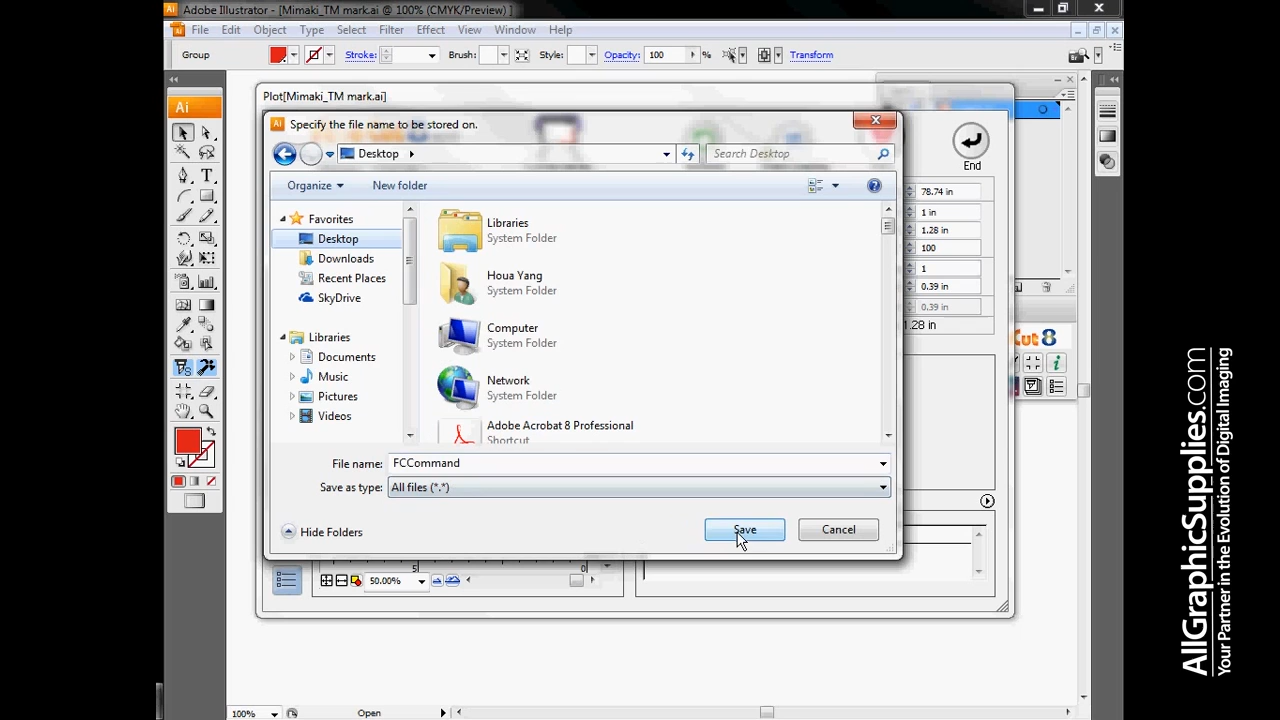 Adobe Illustrator - [Mimaki_TM mark.ai @ 100% (CMYK/Preview) ]
File Edit Object Type Select Filter Effect View Window Help
Group Stroke: Brush: Style: Opacity: 100 % Transform
Ai
Plot[Mimaki_TM mark.ai]
Specify the file name to be stored on.
Desktop
Search Desktop
Organize New folder
Favorites
Desktop
Downloads
Recent Places
SkyDrive
Libraries
Documents
Music
Pictures
Videos
Libraries
System Folder
Houa Yang
System Folder
Computer
System Folder
Network
System Folder
Adobe Acrobat 8 Professional
Shortcut
File name: FCCommand
Save as type: All files (*.*)
Hide Folders
Save Cancel
End
78.74 in
1 in
1.28 in
100
1
0.39 in
0.39 in
1.28 in
Cut 8
5 0
50.00%
100% Open
AllGraphicSupplies.com
Your Partner in the Evolution of Digital Imaging